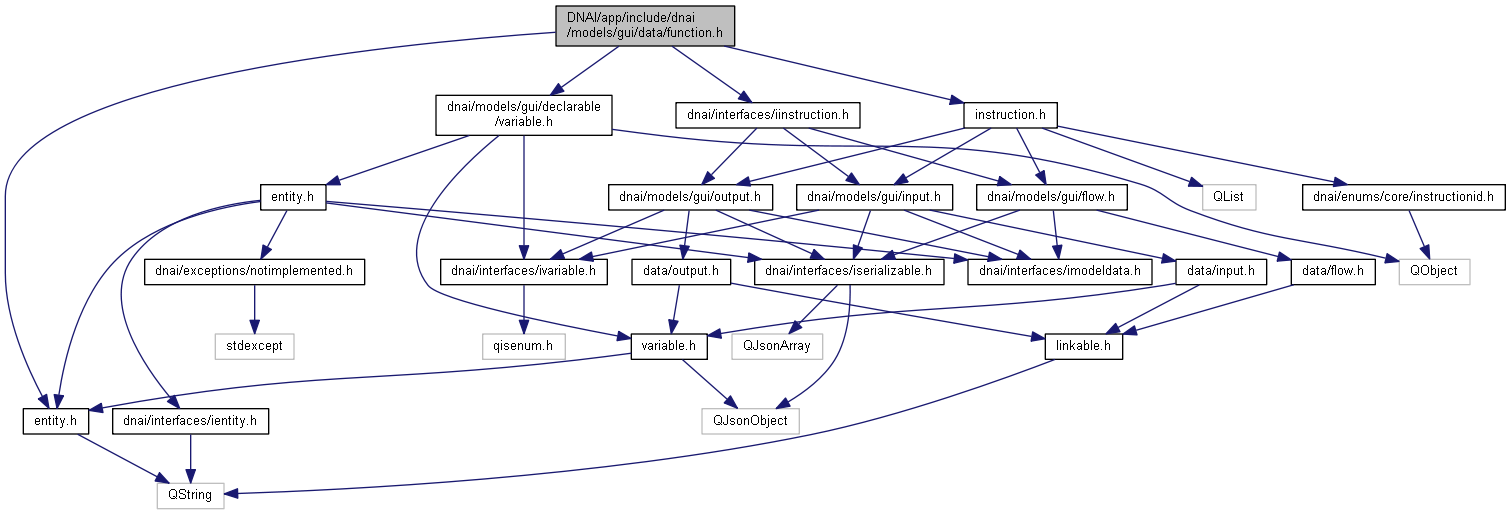 DNAI/app/include/dnai
/models/gui/data/function.h
dnai/models/gui/declarable
/variable.h
dnai/interfaces/iinstruction.h
instruction.h
entity.h
dnai/models/gui/output.h
dnai/models/gui/input.h
dnai/models/gui/flow.h
QList
dnai/enums/core/instructionid.h
dnai/exceptions/notimplemented.h
dnai/interfaces/ivariable.h
data/output.h
dnai/interfaces/iserializable.h
dnai/interfaces/imodeldata.h
data/input.h
data/flow.h
QObject
stdexcept
qisenum.h
variable.h
QJsonArray
linkable.h
entity.h
dnai/interfaces/ientity.h
QJsonObject
QString